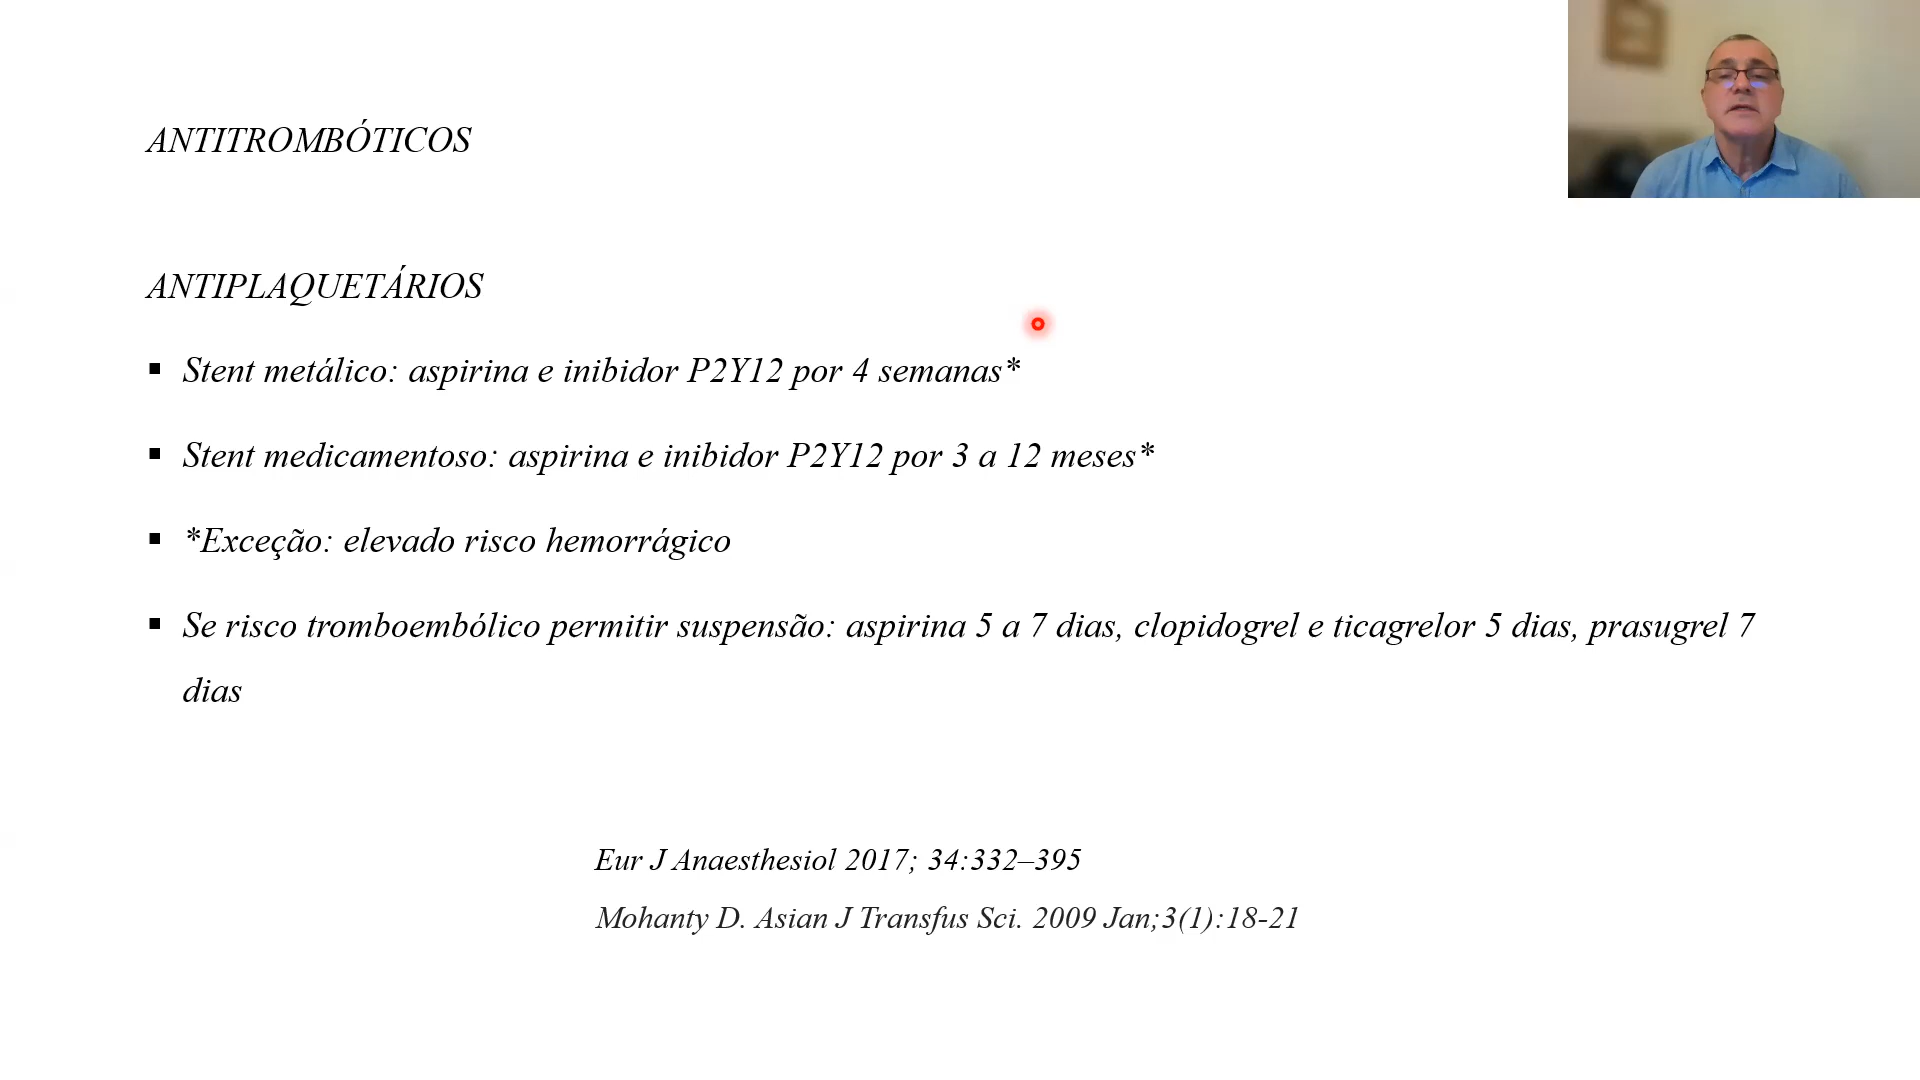 ANTITROMBÓTICOS
ANTIPLAQUETÁRIOS
▪ Stent metálico: aspirina e inibidor P2Y12 por 4 semanas*
▪ Stent medicamentoso: aspirina e inibidor P2Y12 por 3 a 12 meses*
▪ *Exceção: elevado risco hemorrágico
▪ Se risco tromboembólico permitir suspensão: aspirina 5 a 7 dias, clopidogrel e ticagrelor 5 dias, prasugrel 7
dias
Eur J Anaesthesiol 2017; 34:332–395
Mohanty D. Asian J Transfus Sci. 2009 Jan;3(1):18-21